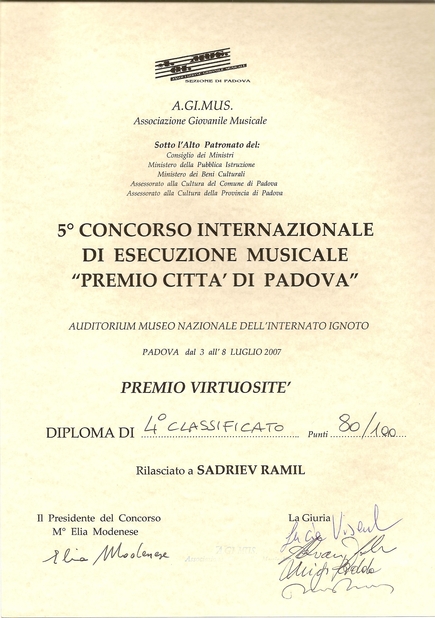 SEZIONE DI PADOVA
A.GI.MUS.
Associazione Giovanile Musicale
Sotto l'Alto Patronato del:
Consiglio dei Ministri
Ministero della Pubblica Istruzione
Ministero dei Beni Culturali
Assessorato alla Cultura del Comune di Padova
Assessorato alla Cultura della Provincia di Padova
5° CONCORSO INTERNAZIONALE
DI ESECUZIONE MUSICALE
“PREMIO CITTA' DI PADOVA”
AUDITORIUM MUSEO NAZIONALE DELL'INTERNATO IGNOTO
PADOVA dal 3 all' 8 LUGLIO 2007
PREMIO VIRTUOSITE'
DIPLOMA DI 4° CLASSIFICATO Punti 80/100
Rilasciato a SADRIEV RAMIL
Il Presidente del Concorso La Giuria
M° Elia Modenese
Elia Modenese